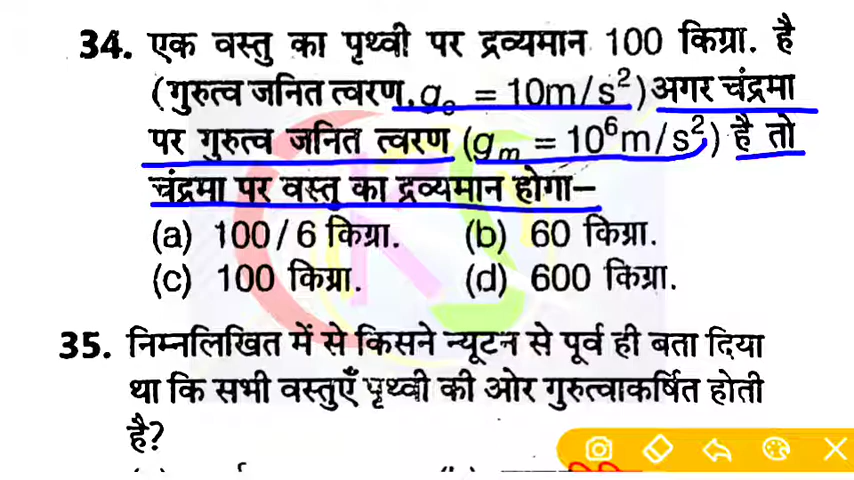 34. एक वस्तु का पृथ्वी पर द्रव्यमान 100 किग्रा. है
(गुरुत्व जनित त्वरण, gₑ = 10m/s²) अगर चंद्रमा
पर गुरुत्व जनित त्वरण (gₘ = 10⁶m/s²) है तो
चंद्रमा पर वस्तु का द्रव्यमान होगा–
(a) 100/6 किग्रा. (b) 60 किग्रा.
(c) 100 किग्रा. (d) 600 किग्रा.
35. निम्नलिखित में से किसने न्यूटन से पूर्व ही बता दिया
था कि सभी वस्तुएँ पृथ्वी की ओर गुरुत्वाकर्षित होती
है?